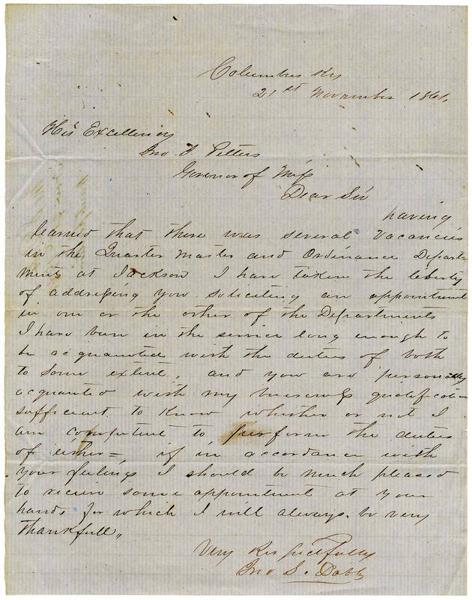 Columbus Ky
21st November 1861.
His Excellency
Jno. J Pettus
Governor of Miss
Dear Sir
having
learned that there was several vacancies
in the Quarter Master and Ordinance Depart
ments at Jackson I have taken the liberty
of addressing you soliciting an appointment
in one or the other of the Departments
I have been in the service long enough to
be acquainted with the duties of both
to some extent, and you are personally
acquanted with my business qualifications
sufficient to know whether or not I
am competent to perform the duties
of either = if in accordance with
your feelings I should be much pleased
to receive some appointment at your
hands for which I will always be very
thankfull,
Very Respectfully
Jno S. Dabb